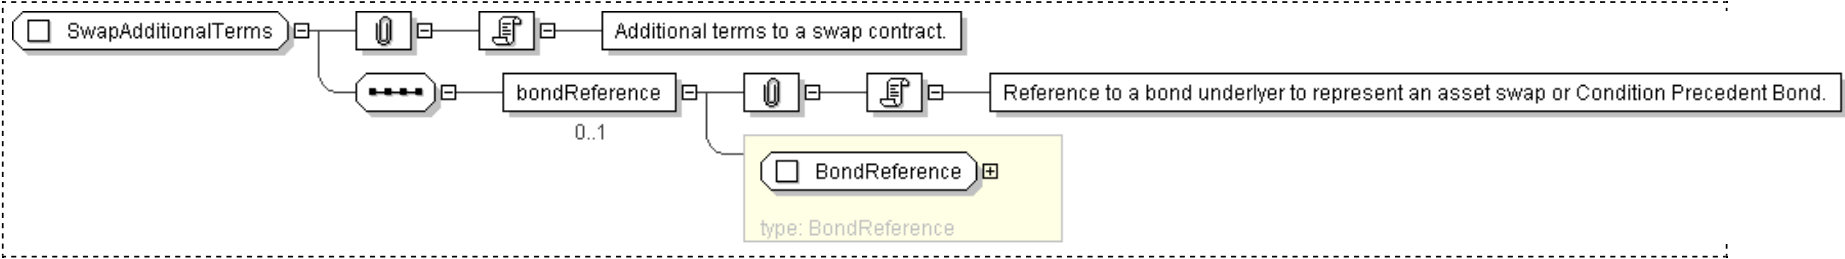 SwapAdditionalTerms
Additional terms to a swap contract.
bondReference
Reference to a bond underlyer to represent an asset swap or Condition Precedent Bond.
0..1
BondReference
type: BondReference